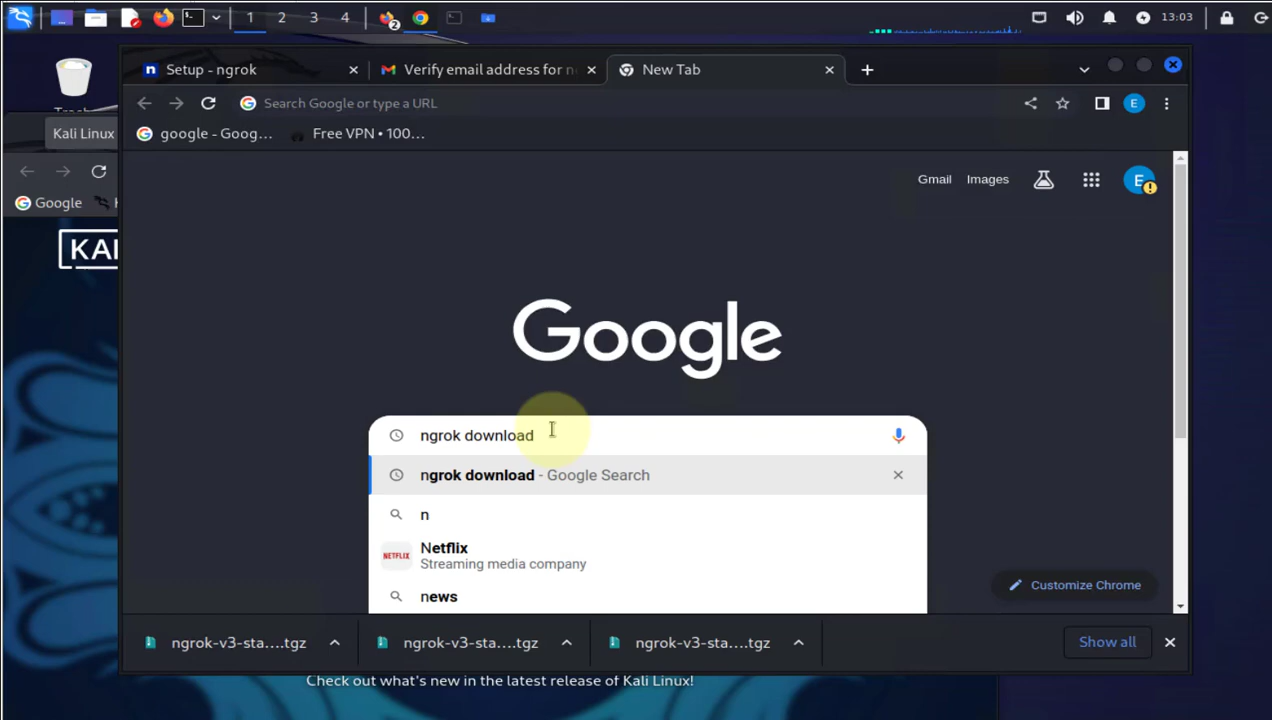 1 2 3 4 2 13:03
Setup - ngrok Verify email address for n New Tab
Search Google or type a URL E
google - Goog... Free VPN • 100...
Kali Linux
Gmail Images E
Google
KAL
Google
ngrok download
ngrok download - Google Search
n
Netflix
NETFLIX
Streaming media company
Customize Chrome
news
ngrok-v3-sta....tgz ngrok-v3-sta....tgz ngrok-v3-sta....tgz Show all
Check out what's new in the latest release of Kali Linux!